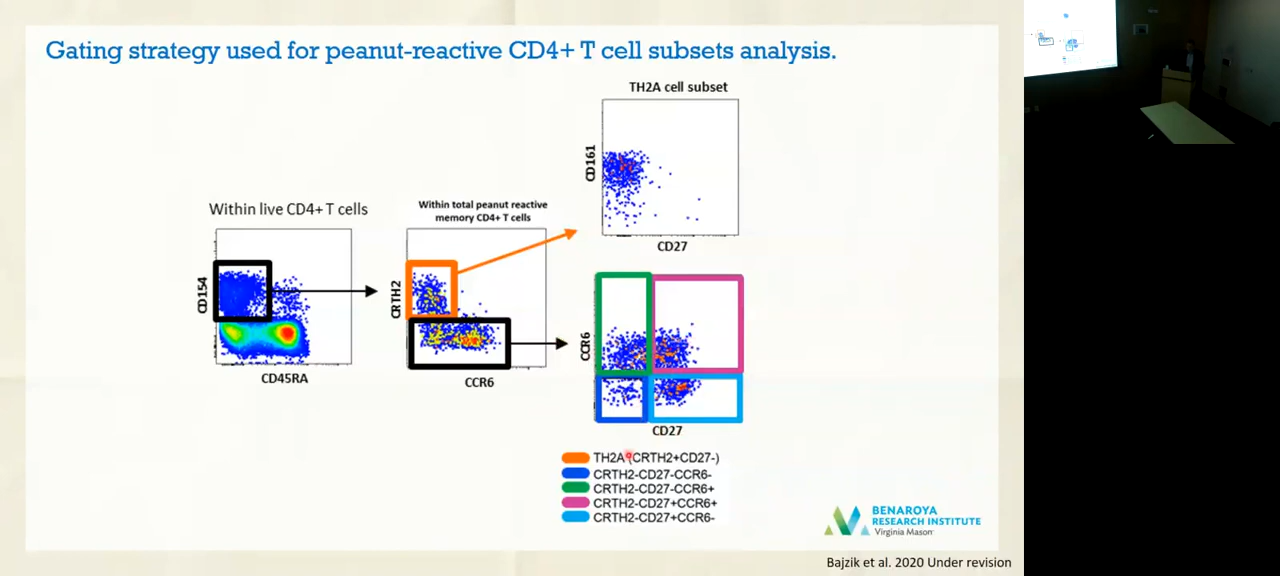 Gating strategy used for peanut-reactive CD4+ T cell subsets analysis.
TH2A cell subset
CD161
CD27
Within live CD4+ T cells
CD154
CD45RA
Within total peanut reactive
memory CD4+ T cells
CRTH2
CCR6
CCR6
CD27
TH2A (CRTH2+CD27-)
CRTH2-CD27-CCR6-
CRTH2-CD27-CCR6+
CRTH2-CD27+CCR6+
CRTH2-CD27+CCR6-
BENAROYA
RESEARCH INSTITUTE
Virginia Mason
Bajzik et al. 2020 Under revision